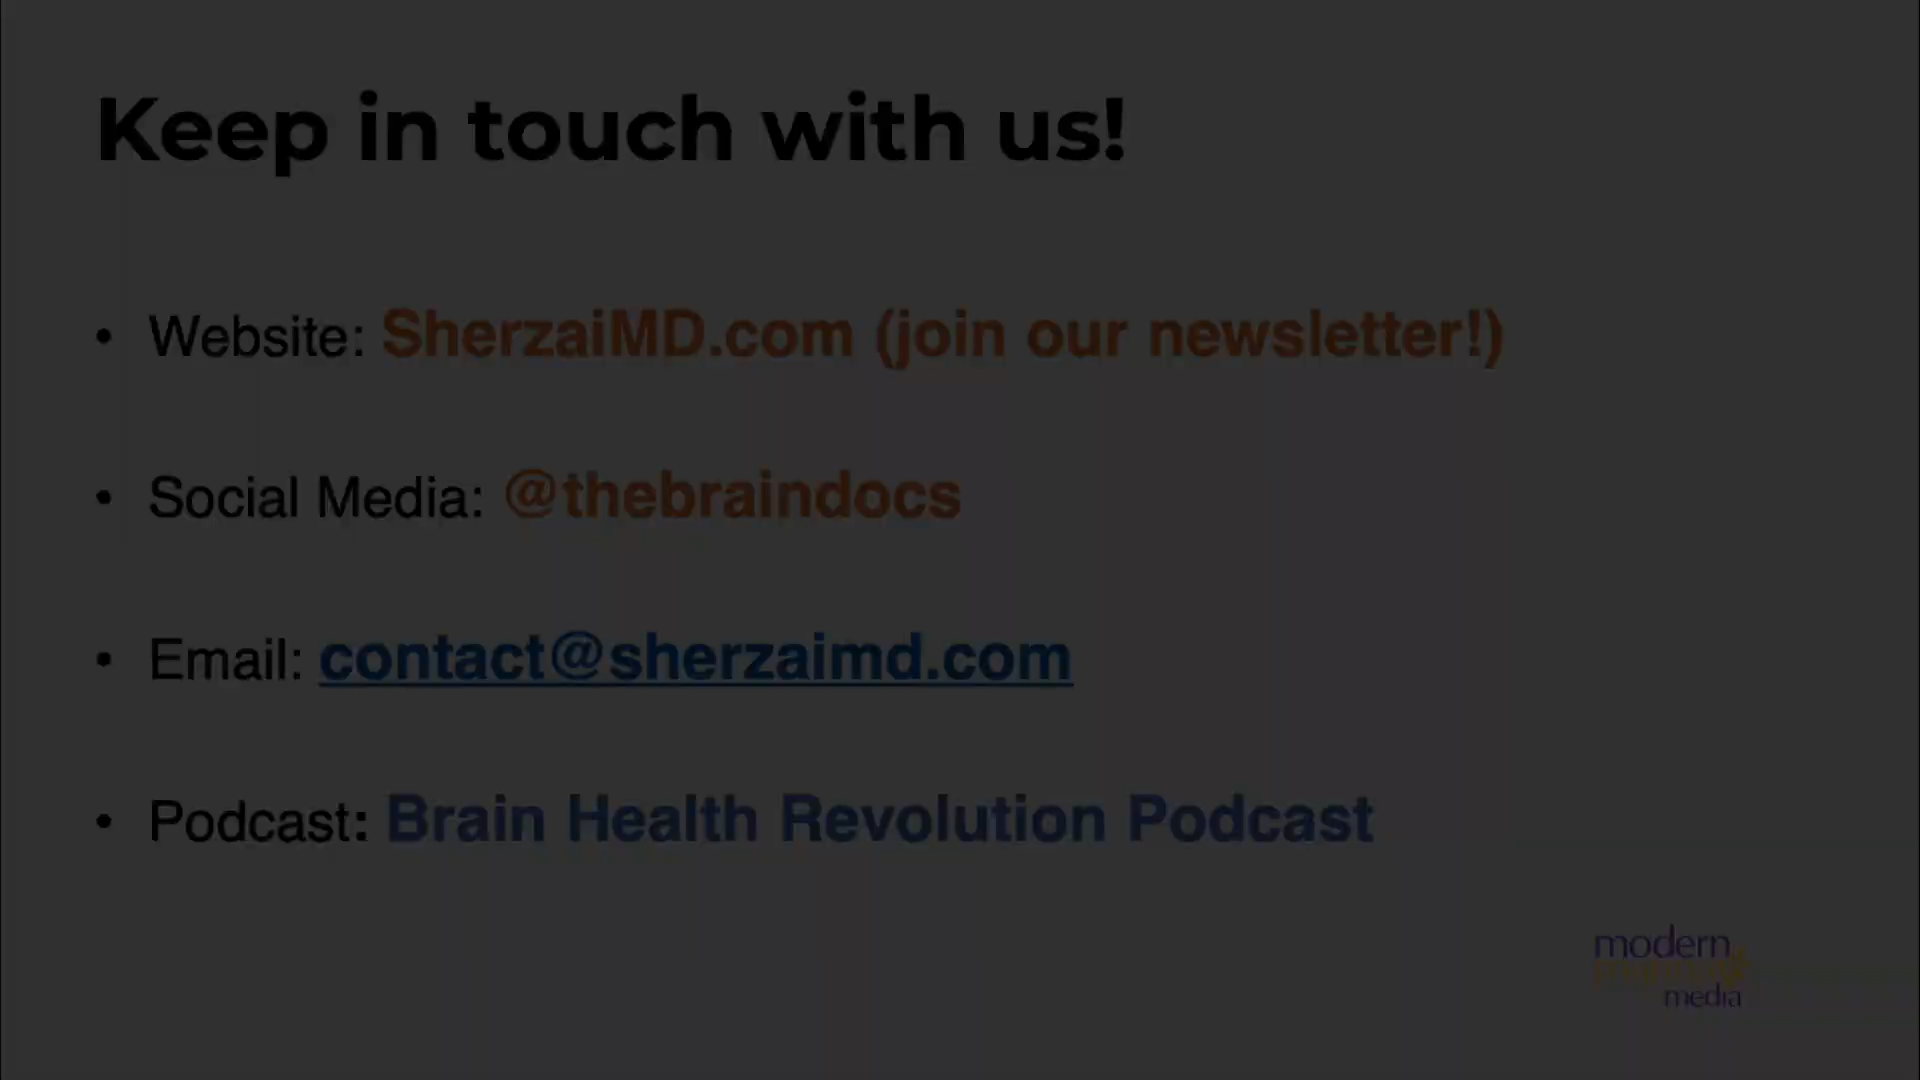 Keep in touch with us!
• Website: SherzaiMD.com (join our newsletter!)
• Social Media: @thebraindocs
• Email: contact@sherzaimd.com
• Podcast: Brain Health Revolution Podcast
modern
media